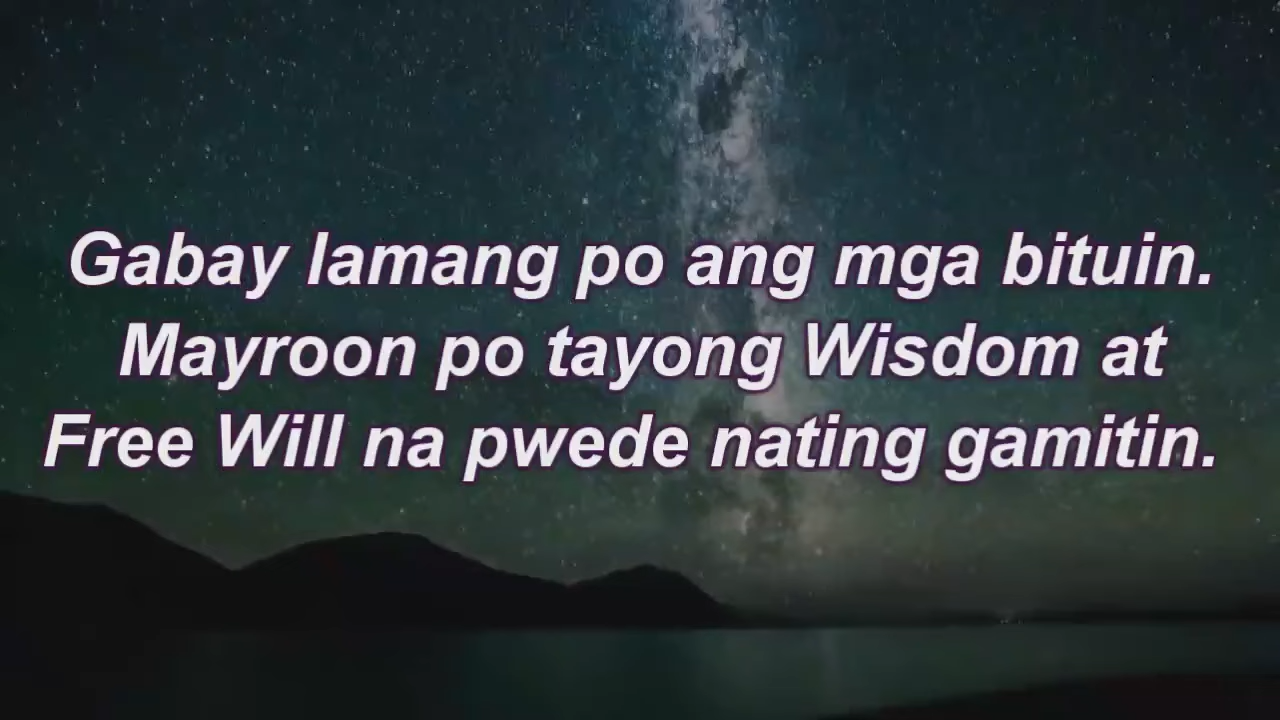 Gabay lamang po ang mga bituin.
Mayroon po tayong Wisdom at
Free Will na pwede nating gamitin.